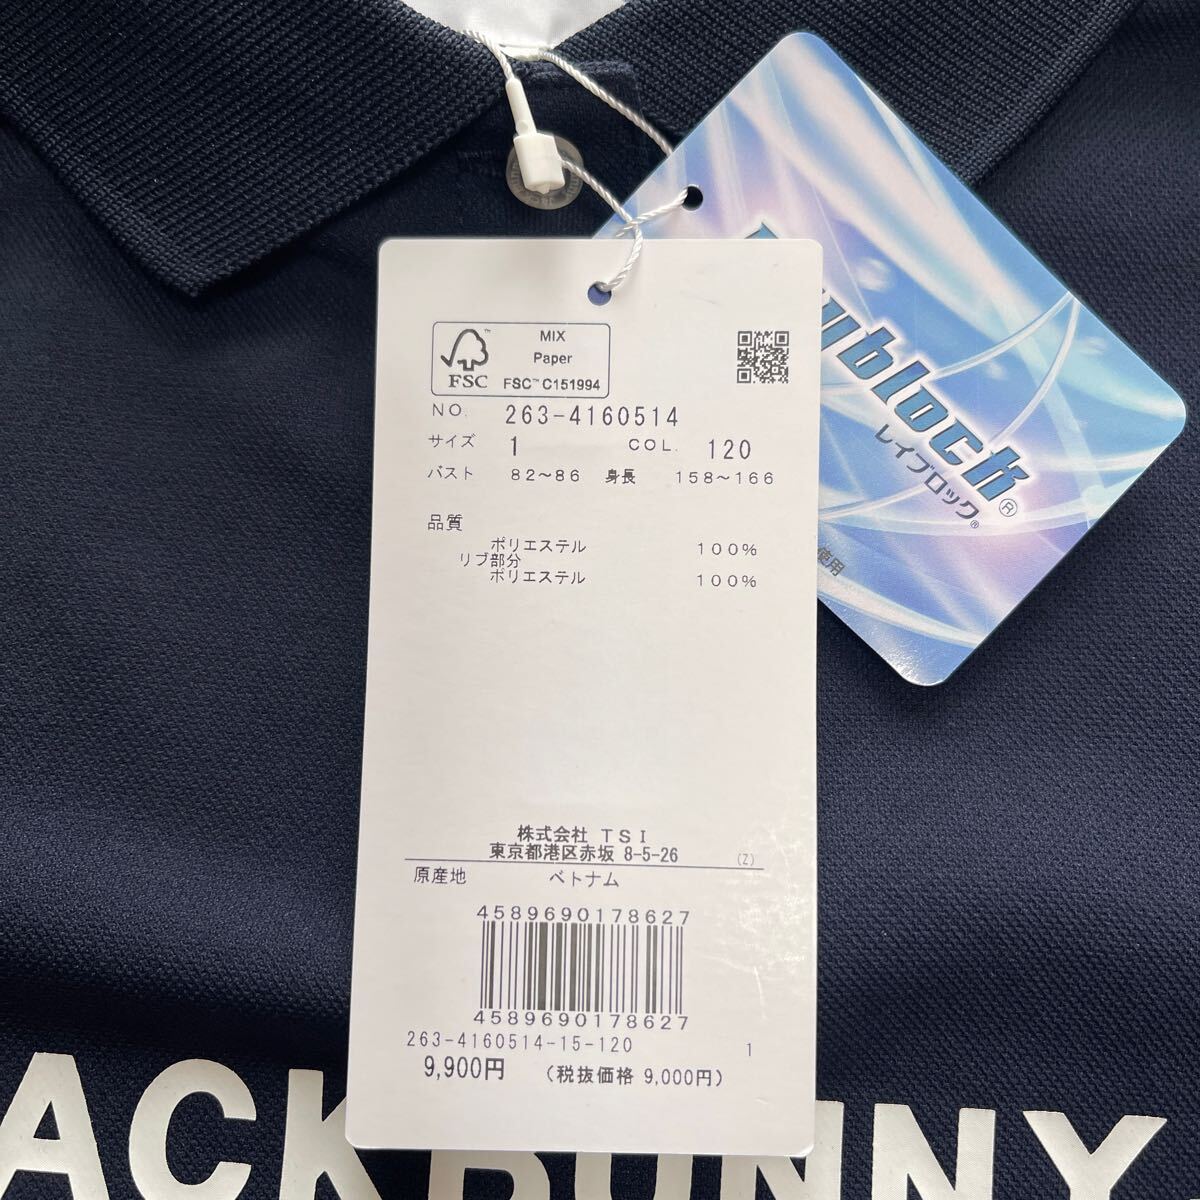 MIX
Paper
FSC™ C151994
FSC
NO. 263-4160514
サイズ 1 COL. 120
バスト 82～86 身長 158～166
品質
ポリエステル 100%
リブ部分
ポリエステル 100%
株式会社 TSI
東京都港区赤坂 8-5-26 (Z)
原産地 ベトナム
4589690178627
4589690178627
263-4160514-15-120 1
9,900円 (税抜価格 9,000円)
レイブロック®
使用